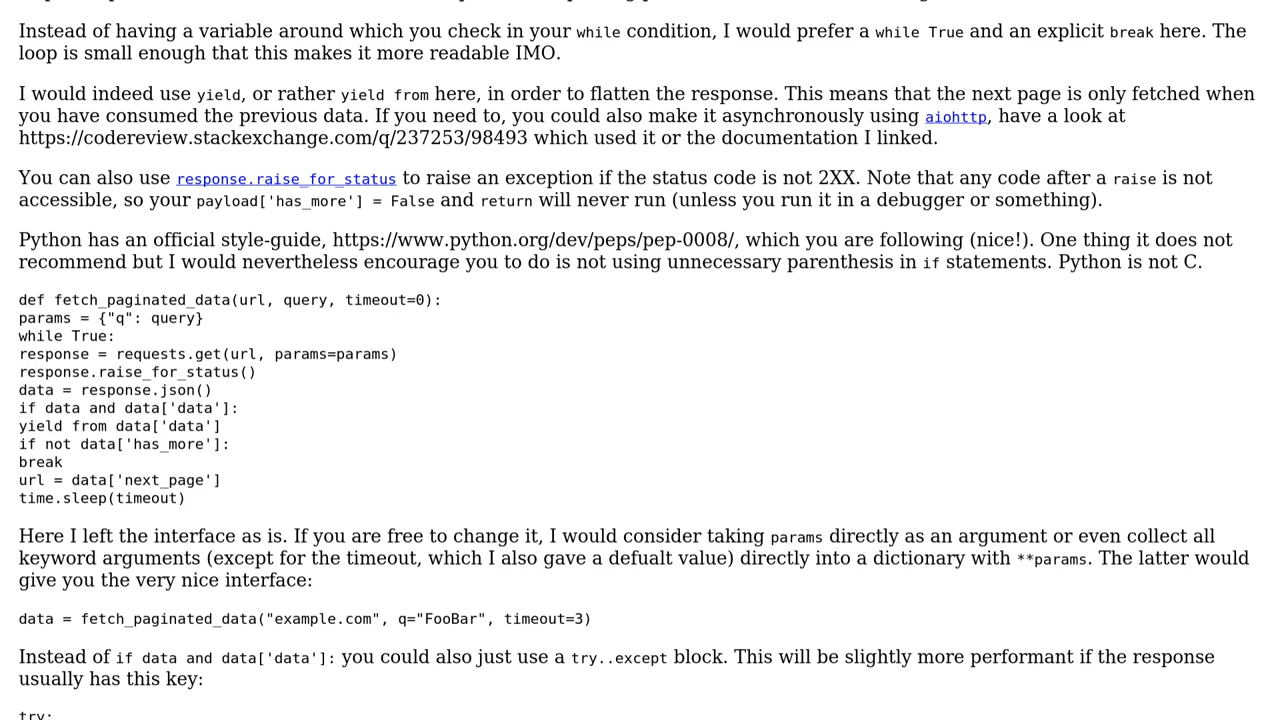 Instead of having a variable around which you check in your while condition, I would prefer a while True and an explicit break here. The
loop is small enough that this makes it more readable IMO.
I would indeed use yield, or rather yield from here, in order to flatten the response. This means that the next page is only fetched when
you have consumed the previous data. If you need to, you could also make it asynchronously using aiohttp, have a look at
https://codereview.stackexchange.com/q/237253/98493 which used it or the documentation I linked.
You can also use response.raise_for_status to raise an exception if the status code is not 2XX. Note that any code after a raise is not
accessible, so your payload['has_more'] = False and return will never run (unless you run it in a debugger or something).
Python has an official style-guide, https://www.python.org/dev/peps/pep-0008/, which you are following (nice!). One thing it does not
recommend but I would nevertheless encourage you to do is not using unnecessary parenthesis in if statements. Python is not C.
def fetch_paginated_data(url, query, timeout=0):
params = {"q": query}
while True:
response = requests.get(url, params=params)
response.raise_for_status()
data = response.json()
if data and data['data']:
yield from data['data']
if not data['has_more']:
break
url = data['next_page']
time.sleep(timeout)
Here I left the interface as is. If you are free to change it, I would consider taking params directly as an argument or even collect all
keyword arguments (except for the timeout, which I also gave a defualt value) directly into a dictionary with **params. The latter would
give you the very nice interface:
data = fetch_paginated_data("example.com", q="FooBar", timeout=3)
Instead of if data and data['data']: you could also just use a try..except block. This will be slightly more performant if the response
usually has this key:
try: